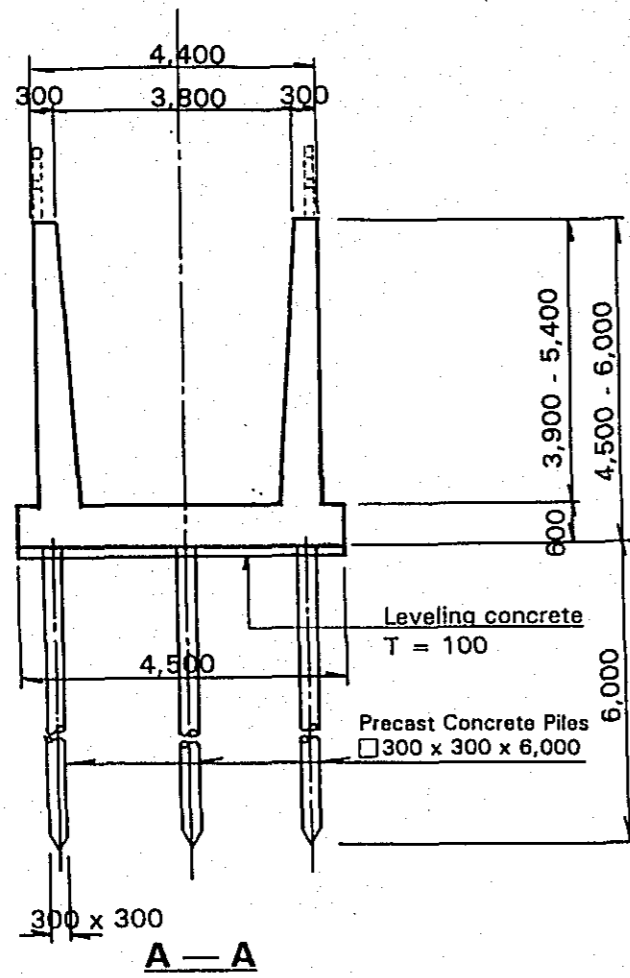 4,400
300 3,800 300
3,900 - 5,400
4,500 - 6,000
600
Leveling concrete
T = 100
4,500
6,000
Precast Concrete Piles
□300 x 300 x 6,000
300 x 300
A — A